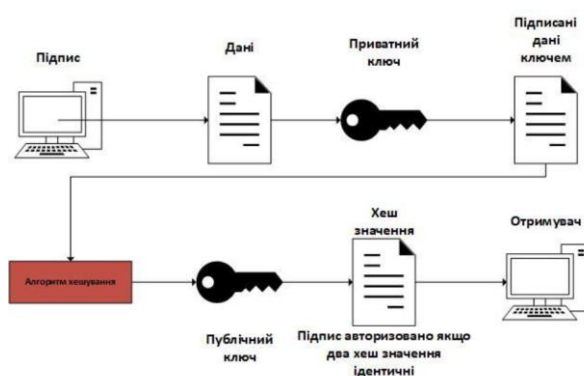 Підпис
Дані
Приватний
ключ
Підписані
дані
ключем
Алгоритм хешування
Публічний
ключ
Хеш
значення
Підпис авторизовано якщо
два хеш значення
ідентичні
Отримувач